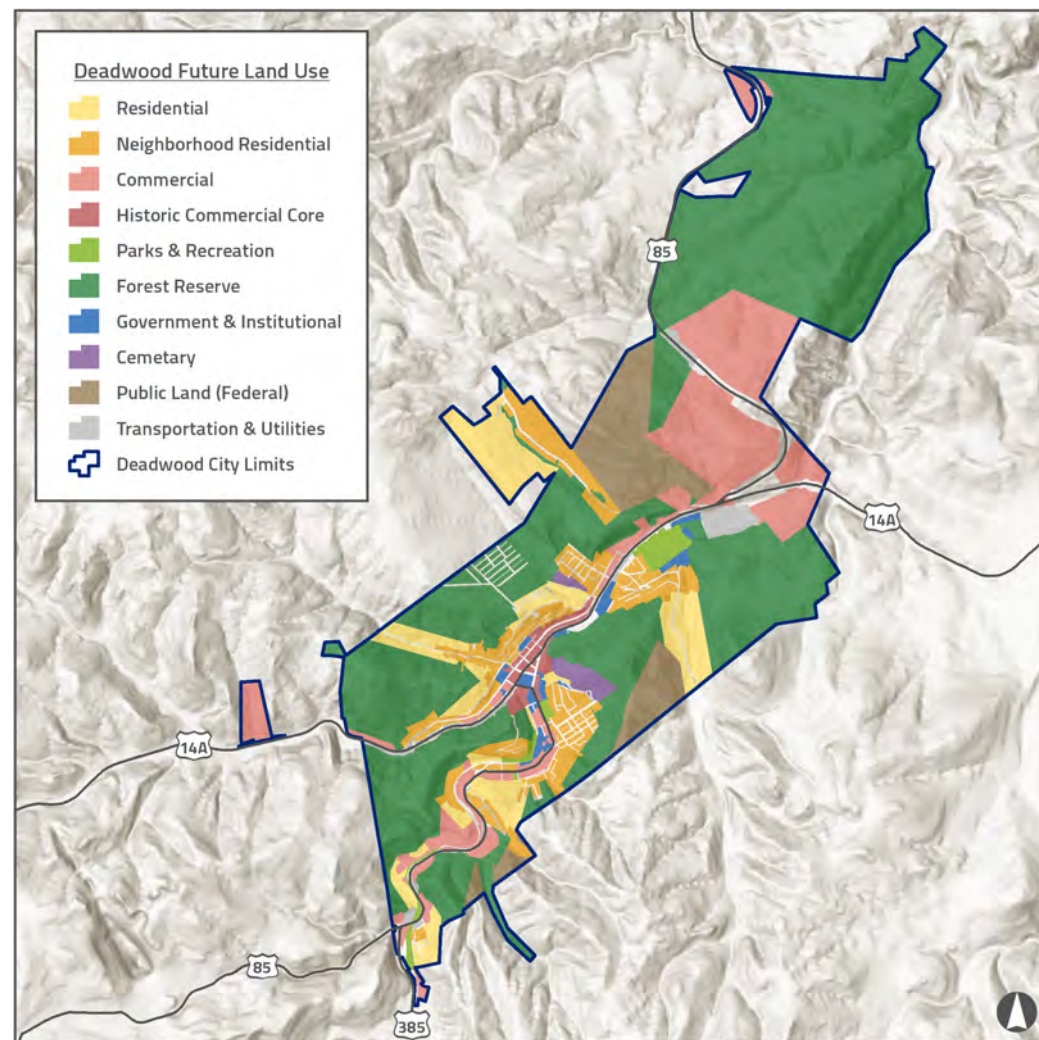 Deadwood Future Land Use
Residential
Neighborhood Residential
Commercial
Historic Commercial Core
Parks & Recreation
Forest Reserve
Government & Institutional
Cemetary
Public Land (Federal)
Transportation & Utilities
Deadwood City Limits
85
14A
14A
85
385